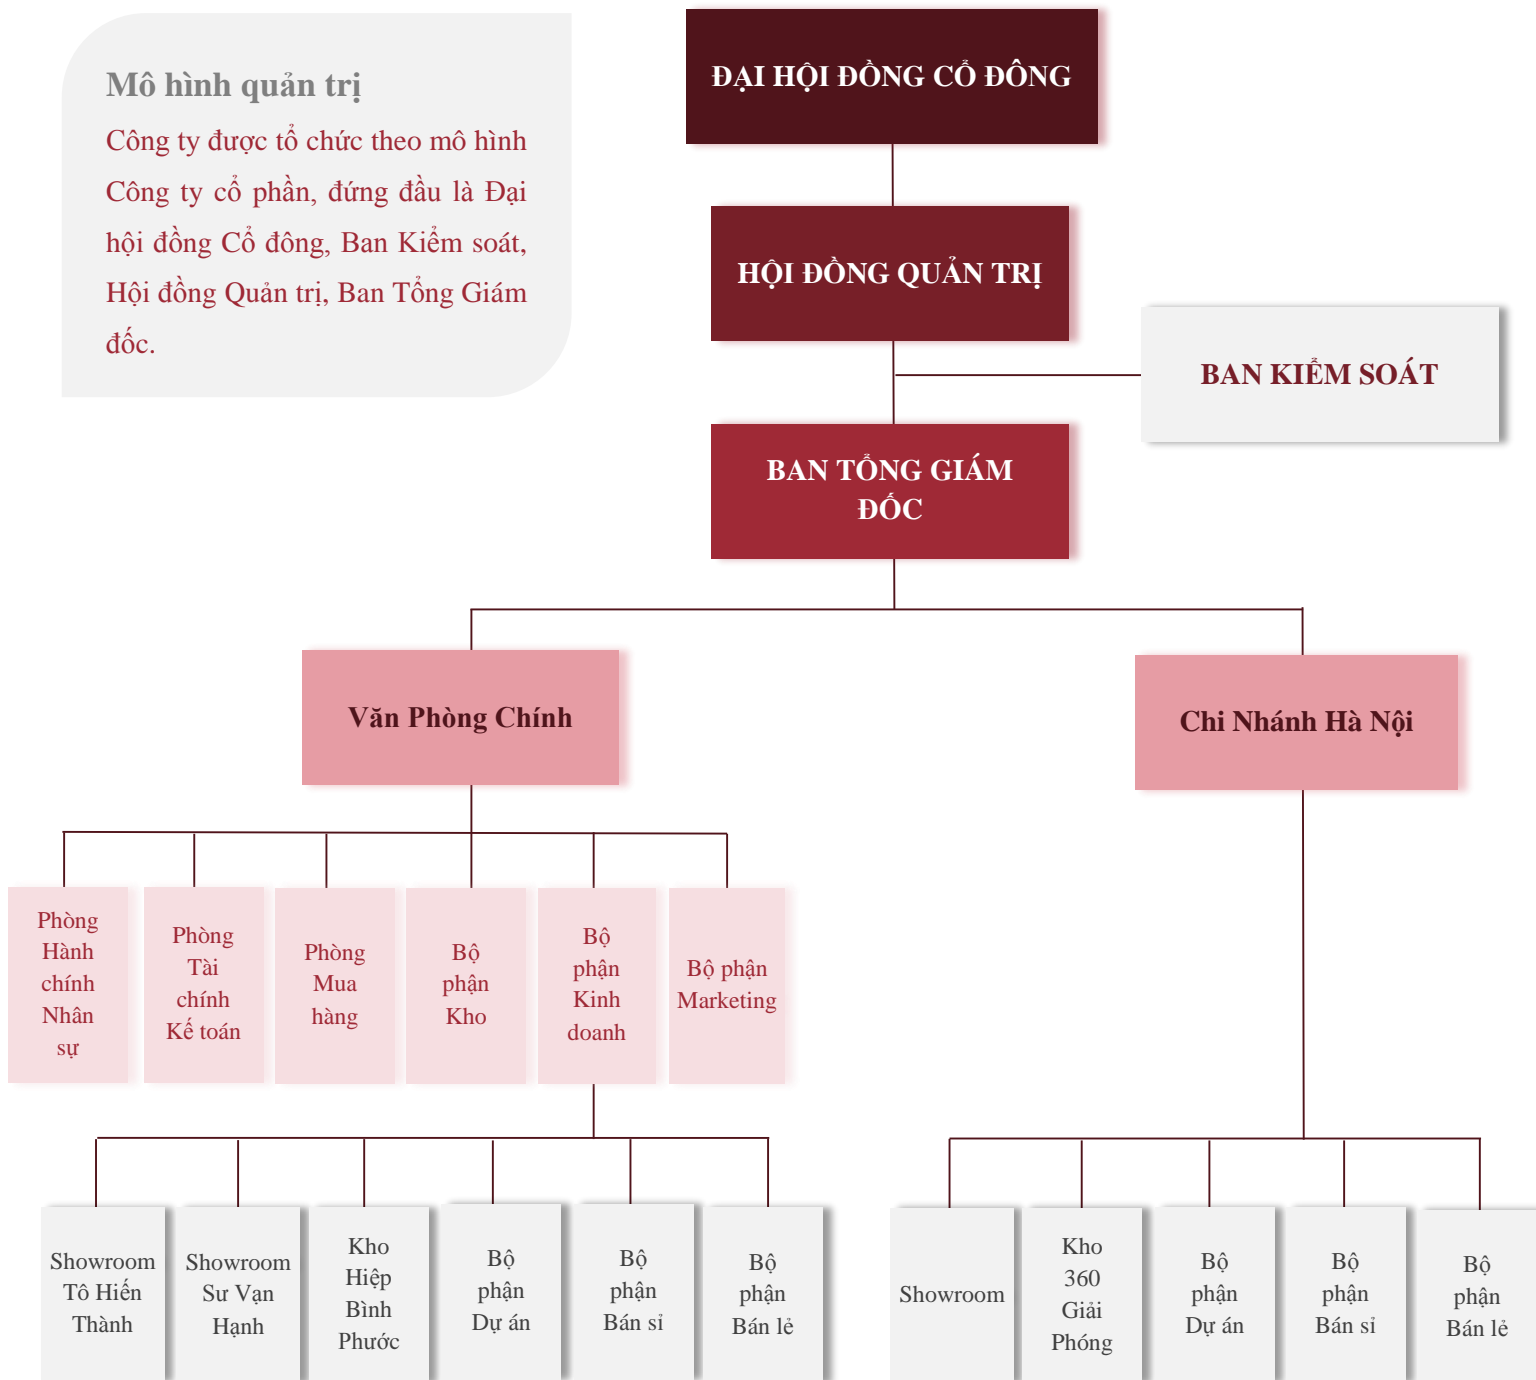 Mô hình quản trị
Công ty được tổ chức theo mô hình
Công ty cổ phần, đứng đầu là Đại
hội đồng Cổ đông, Ban Kiểm soát,
Hội đồng Quản trị, Ban Tổng Giám
đốc.
ĐẠI HỘI ĐỒNG CỔ ĐÔNG
HỘI ĐỒNG QUẢN TRỊ
BAN KIỂM SOÁT
BAN TỔNG GIÁM
ĐỐC
Văn Phòng Chính
Chi Nhánh Hà Nội
Phòng
Hành
chính
Nhân
sự
Phòng
Tài
chính
Kế toán
Phòng
Mua
hàng
Bộ
phận
Kho
Bộ
phận
Kinh
doanh
Bộ phận
Marketing
Showroom
Tô Hiến
Thành
Showroom
Sư Vạn
Hạnh
Kho
Hiệp
Bình
Phước
Bộ
phận
Dự án
Bộ
phận
Bán sỉ
Bộ
phận
Bán lẻ
Showroom
Kho
360
Giải
Phóng
Bộ
phận
Dự án
Bộ
phận
Bán sỉ
Bộ
phận
Bán lẻ